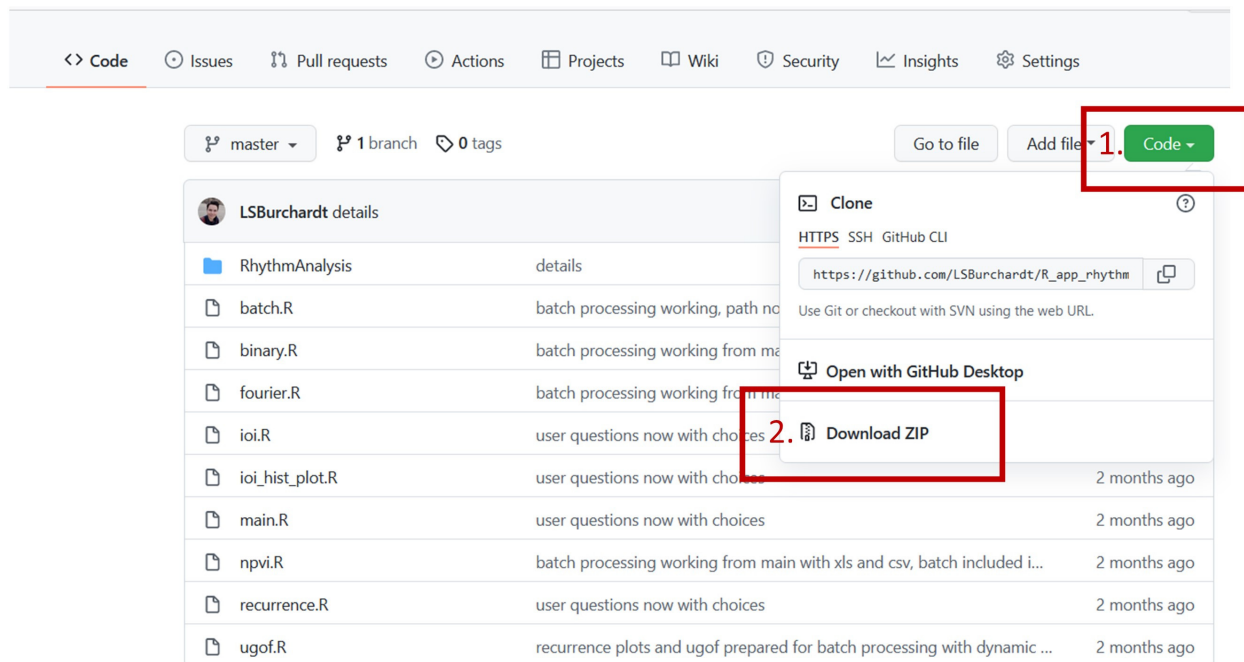 <> Code Issues Pull requests Actions Projects Wiki Security Insights Settings
master 1 branch 0 tags Go to file Add file 1. Code
LSBurchardt details
Clone
HTTPS SSH GitHub CLI
https://github.com/LSBurchardt/R_app_rhythm
Use Git or checkout with SVN using the web URL.
Open with GitHub Desktop
2. Download ZIP
RhythmAnalysis details
batch.R batch processing working, path
binary.R batch processing working from
fourier.R batch processing working from
ioi.R user questions now with choices
ioi_hist_plot.R user questions now with choices 2 months ago
main.R user questions now with choices 2 months ago
npvi.R batch processing working from main with xls and csv, batch included i... 2 months ago
recurrence.R user questions now with choices 2 months ago
ugof.R recurrence plots and ugof prepared for batch processing with dynamic ... 2 months ago